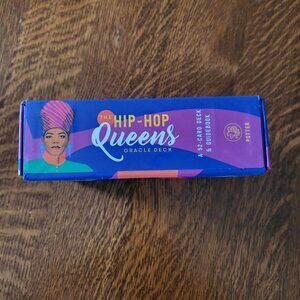 THE HIP-HOP
Queens
ORACLE DECK
A 52-CARD DECK
& GUIDEBOOK
POTTER